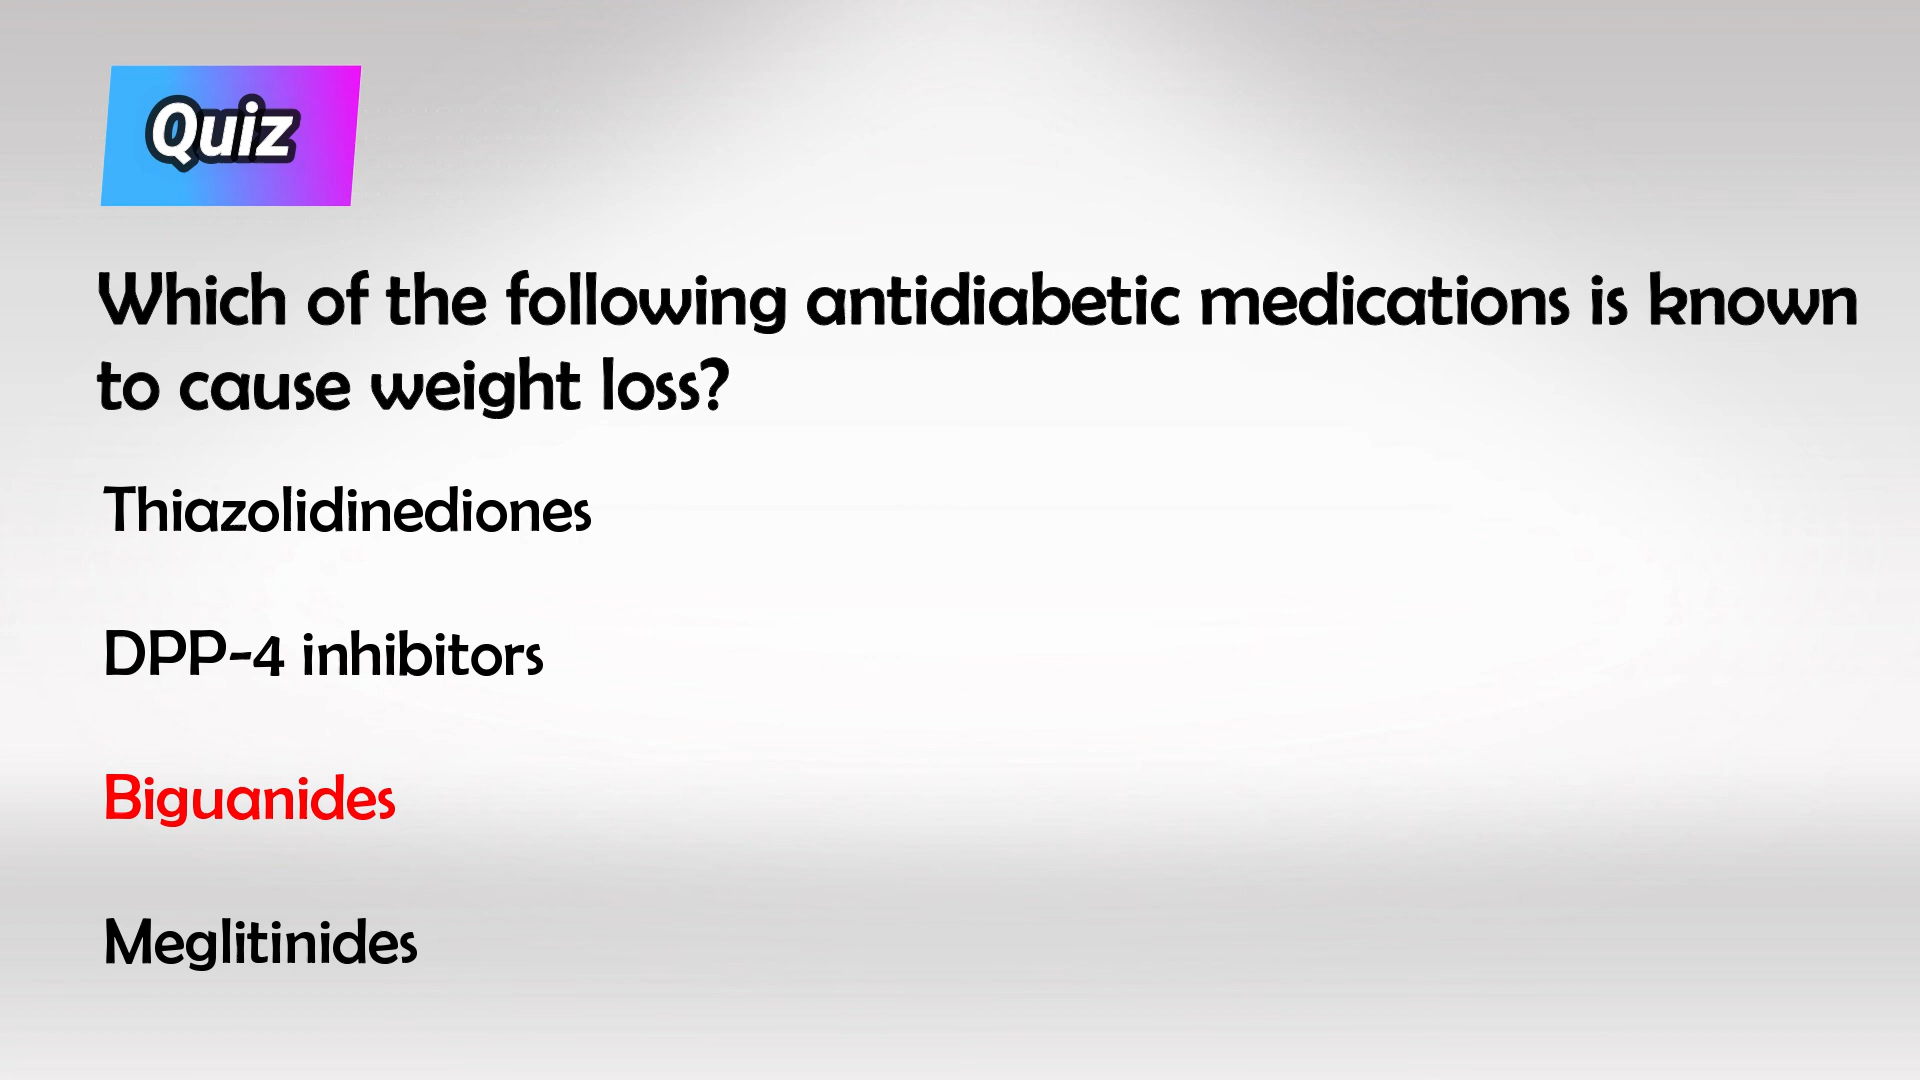 Quiz
Which of the following antidiabetic medications is known
to cause weight loss?
Thiazolidinediones
DPP-4 inhibitors
Biguanides
Meglitinides